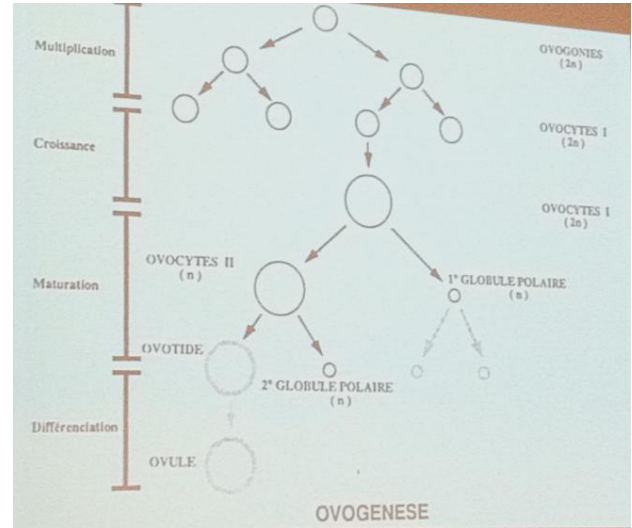 Multiplication
OVOGONIES
(2n)
Croissance
OVOCYTES I
(2n)
OVOCYTES I
(2n)
Maturation
OVOCYTES II
(n)
1° GLOBULE POLAIRE
(n)
OVOTIDE
2° GLOBULE POLAIRE
(n)
Différenciation
OVULE
OVOGENESE